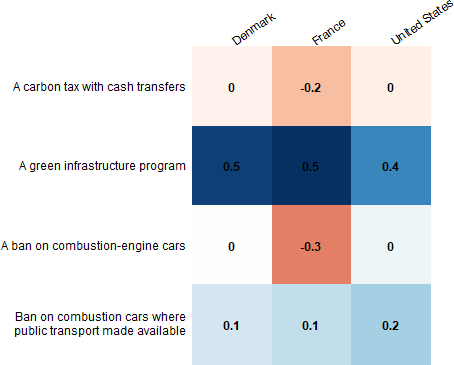 Denmark France United States
A carbon tax with cash transfers 0 -0.2 0
A green infrastructure program 0.5 0.5 0.4
A ban on combustion-engine cars 0 -0.3 0
Ban on combustion cars where
public transport made available 0.1 0.1 0.2